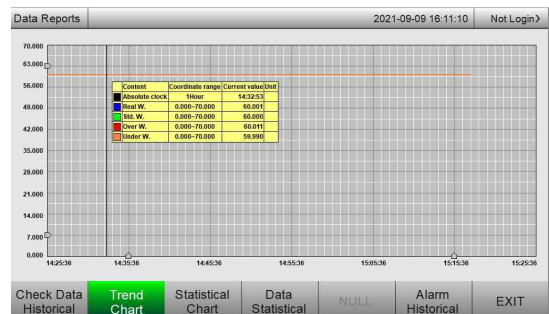 Data Reports 2021-09-09 16:11:10 Not Login>
70.000
63.000
56.000
49.000
42.000
35.000
28.000
21.000
14.000
7.000
0.000
Content Coordinate range Current value Unit
Absolute clock 1Hour 14:32:53
Real W. 0.000~70.000 60.001
Std. W. 0.000~70.000 60.000
Over W. 0.000~70.000 60.011
Under W. 0.000~70.000 59.990
14:25:36 14:35:36 14:45:36 14:55:36 15:05:36 15:15:36 15:25:36
Check Data Historical
Trend Chart
Statistical Chart
Data Statistical
NULL
Alarm Historical
EXIT